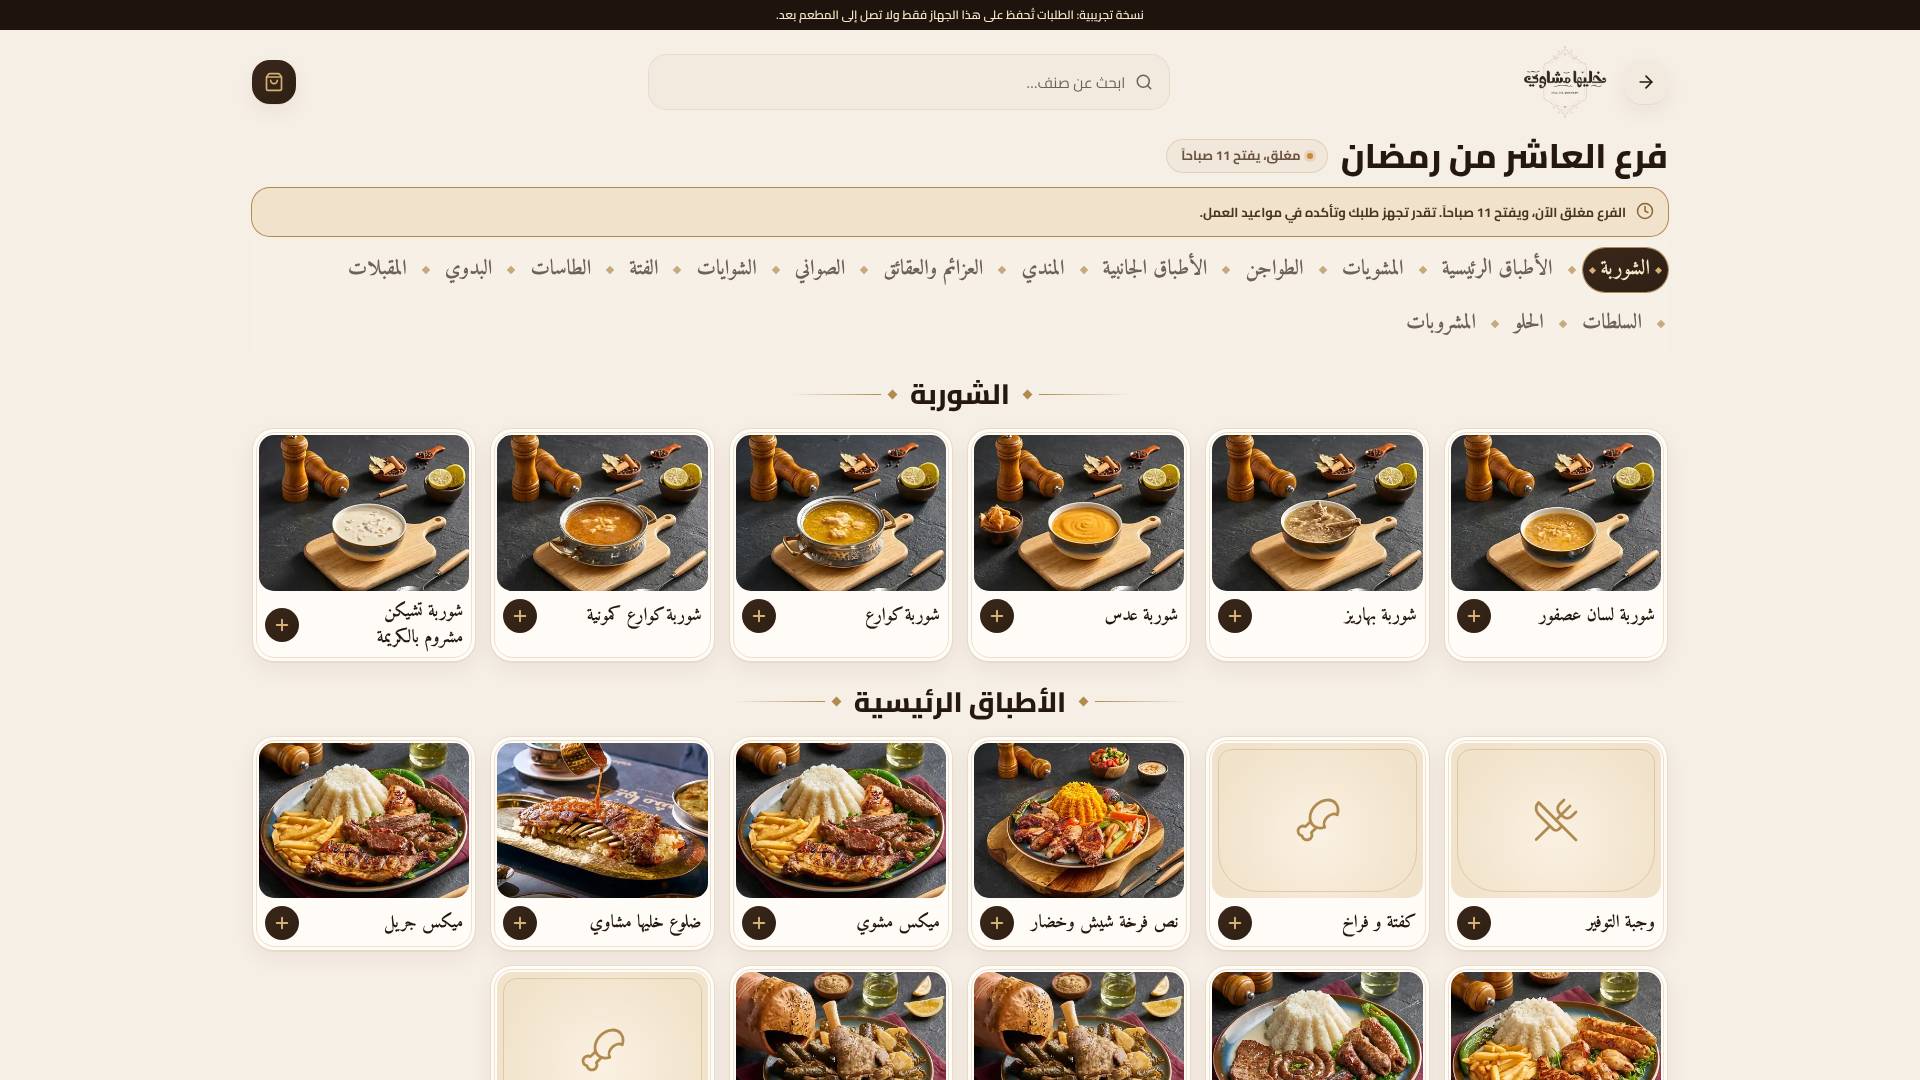 نسخة تجريبية: الطلبات تُحفظ على هذا الجهاز فقط ولا تصل إلى المطعم بعد.
خليها مشاوي
ابحث عن صنف...
فرع العاشر من رمضان
مغلق، يفتح 11 صباحاً
الفرع مغلق الآن، ويفتح 11 صباحاً. تقدر تجهز طلبك وتأكده في مواعيد العمل.
الشوربة الأطباق الرئيسية المشويات الطواجن الأطباق الجانبية المندي العزائم والعقائق الصواني الشوايات الفتة الطاسات البدوي المقبلات
السلطات الحلو المشروبات
الشوربة
شوربة لسان عصفور
شوربة بهاريز
شوربة عدس
شوربة كوارع
شوربة كوارع كمونية
شوربة تشيكن
مشروم بالكريمة
الأطباق الرئيسية
وجبة التوفير
كفتة و فراخ
نص فرخة شيش وخضار
ميكس مشوي
ضلوع خليها مشاوي
ميكس جريل